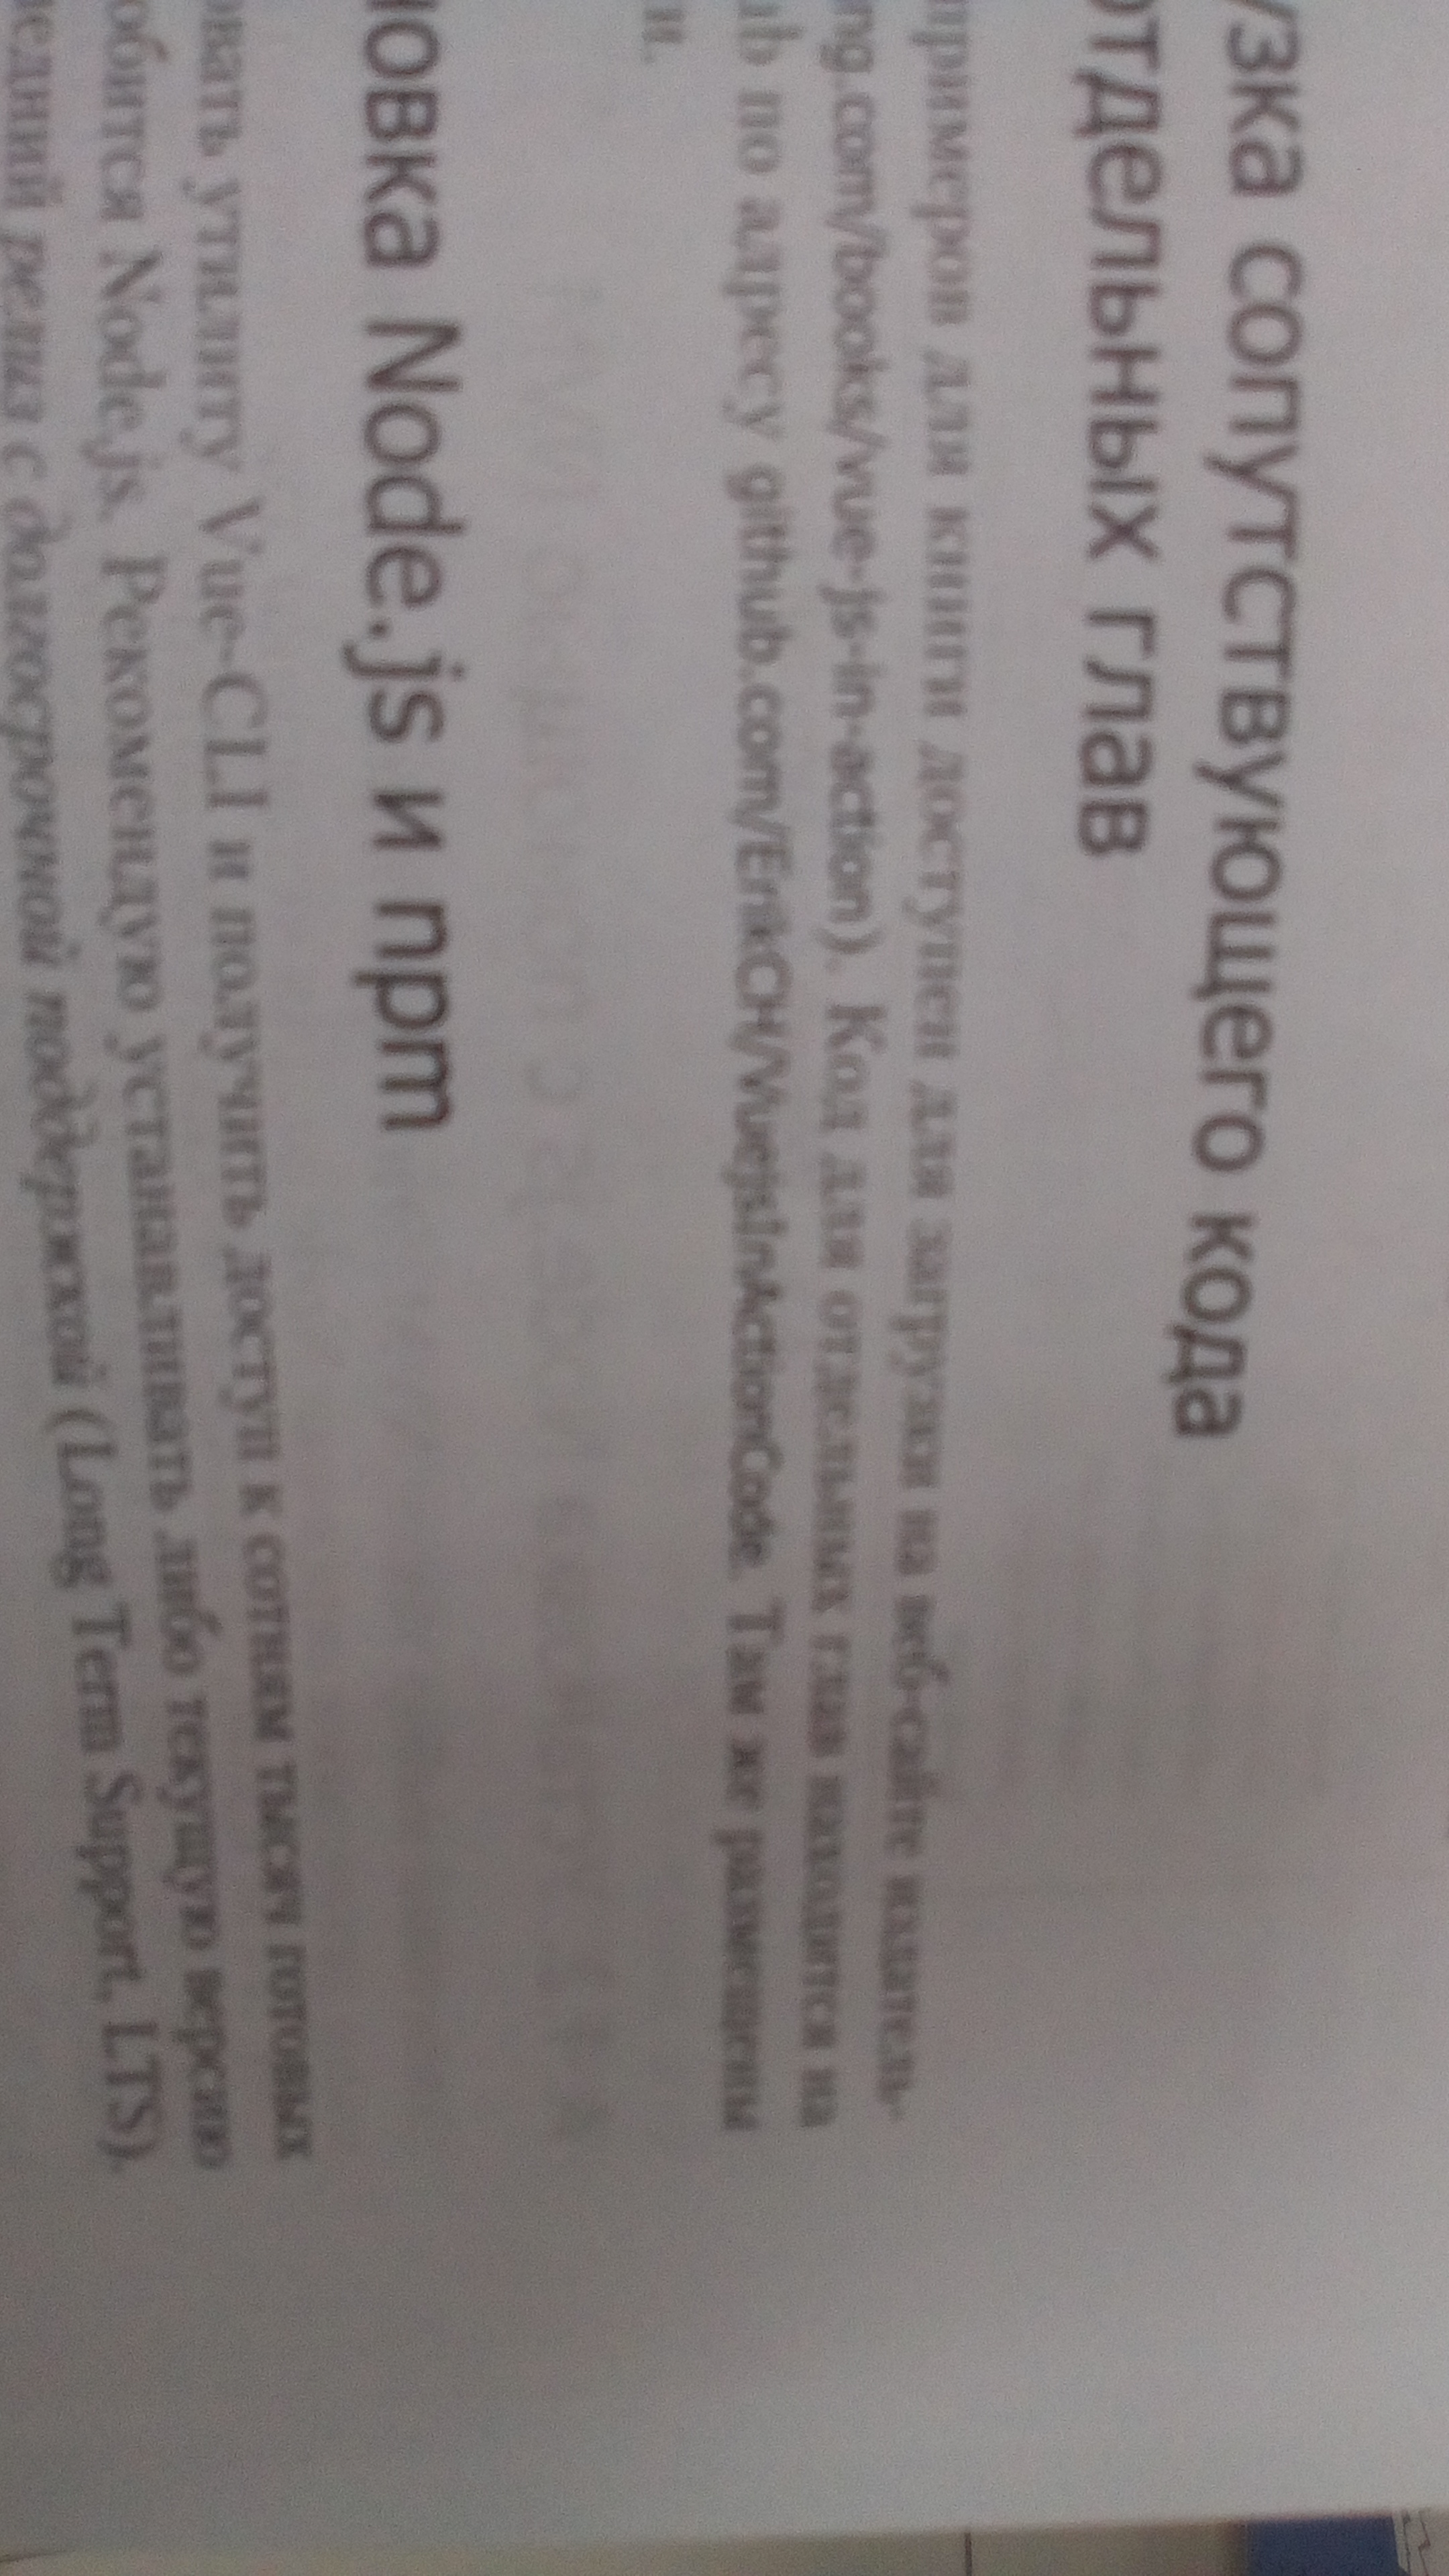 узка сопутствующего кода
отдельных глав
примеров для книги доступен для загрузки на веб-сайте издатель-
ng.com/books/vue-js-in-action). Код для отдельных глав находится на
ub по адресу github.com/ErikCH/VuejsInActionCode. Там же размещены
и.
новка Node.js и npm
овать утилиту Vue-CLI и получить доступ к сотням тысяч готовых
обится Node.js. Рекомендую устанавливать либо текущую версию
едний релиз с долгосрочной поддержкой (Long Term Support, LTS).